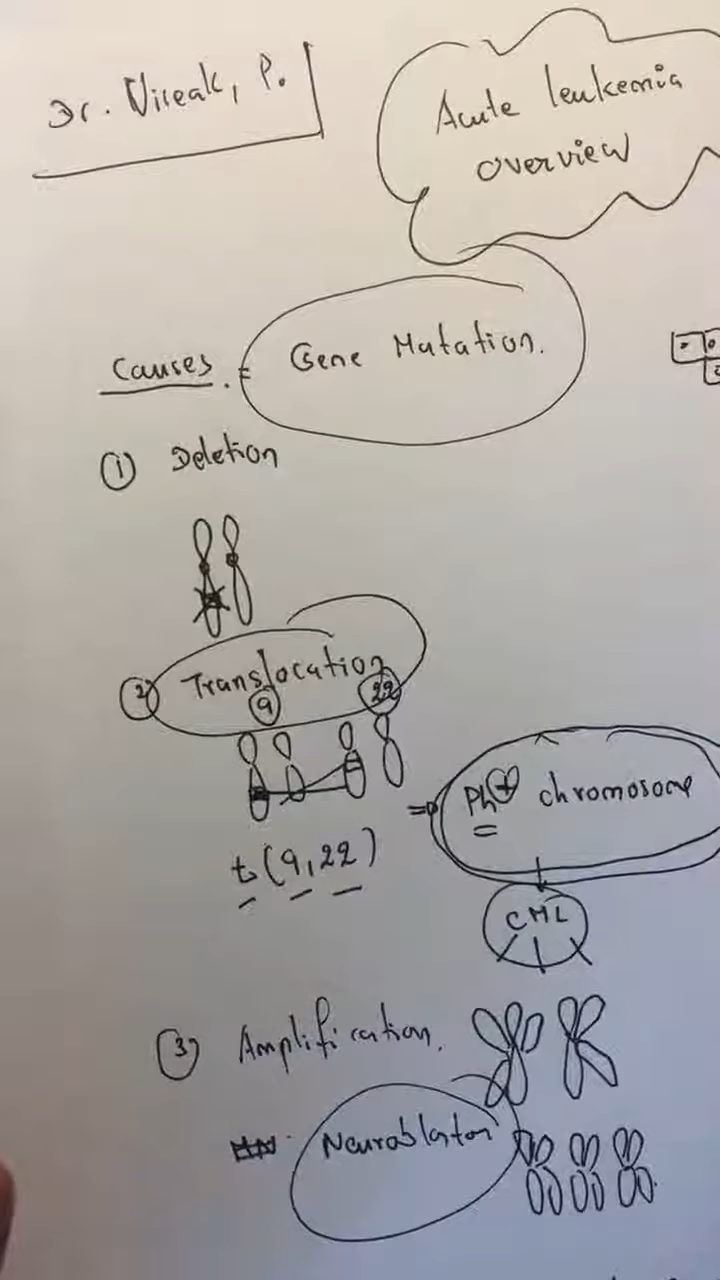 Dr. Vireak, P.
Acute leukemia
overview
Causes. = Gene Mutation.
① Deletion
② Translocation
9 22
Ph⊕ chromosome
t(9,22)
CML
③ Amplification.
Neuroblaston